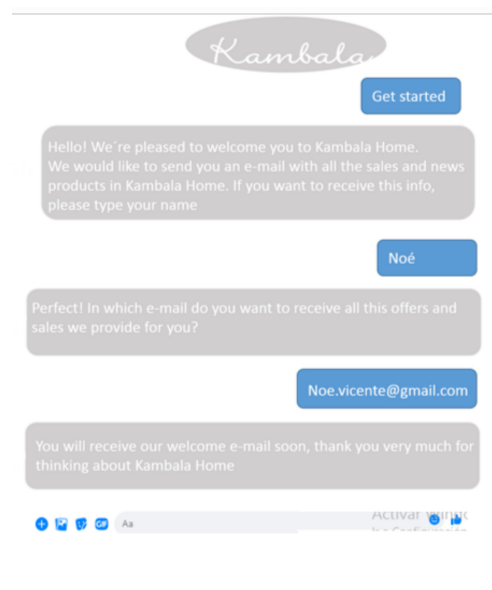 Kambala
Get started
Hello! We´re pleased to welcome you to Kambala Home.
We would like to send you an e-mail with all the sales and news
products in Kambala Home. If you want to receive this info,
please type your name
Noé
Perfect! In which e-mail do you want to receive all this offers and
sales we provide for you?
Noe.vicente@gmail.com
You will receive our welcome e-mail soon, thank you very much for
thinking about Kambala Home
GIF
Aa
Activar